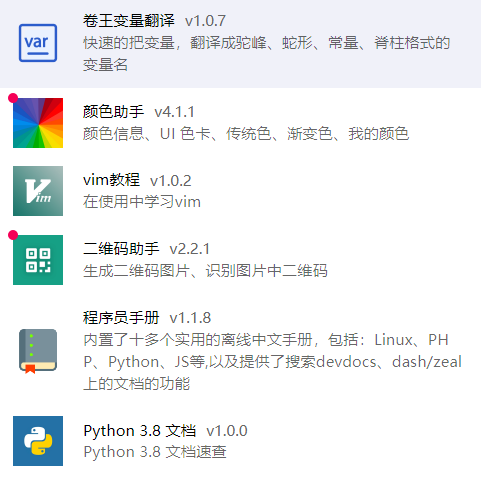 var
卷王变量翻译 v1.0.7
快速的把变量，翻译成驼峰、蛇形、常量、脊柱格式的
变量名
颜色助手 v4.1.1
颜色信息、UI 色卡、传统色、渐变色、我的颜色
Vim
vim教程 v1.0.2
在使用中学习vim
二维码助手 v2.2.1
生成二维码图片、识别图片中二维码
程序员手册 v1.1.8
内置了十多个实用的离线中文手册，包括：Linux、PH
P、Python、JS等,以及提供了搜索devdocs、dash/zeal
上的文档的功能
Python 3.8 文档 v1.0.0
Python 3.8 文档速查